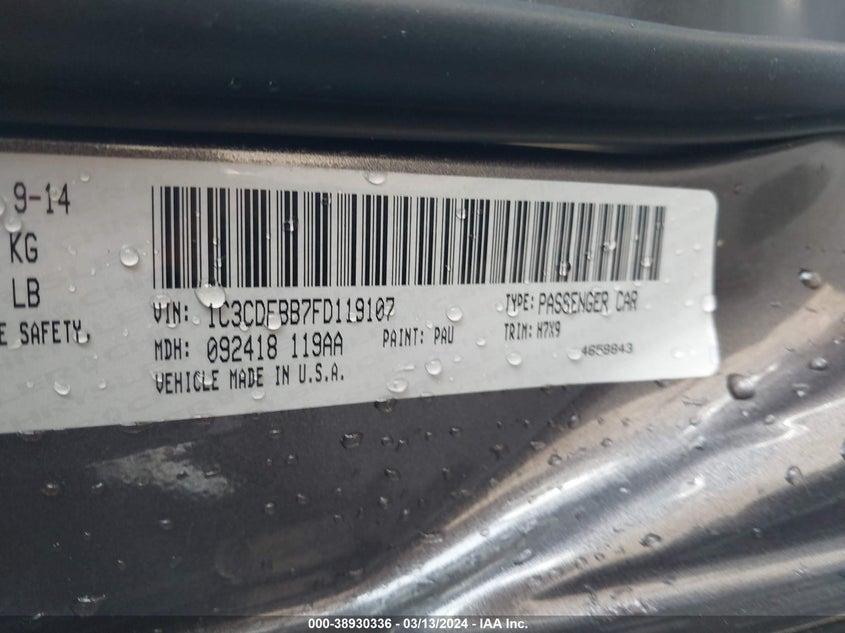 9-14
KG
LB
E SAFETY.
VIN: 1C3CDFBB7FD119107
TYPE: PASSENGER CAR
MDH: 092418 119AA
PAINT: PAU
TRIM: H7X9
VEHICLE MADE IN U.S.A.
4658843
000-38930336 - 03/13/2024 - IAA Inc.